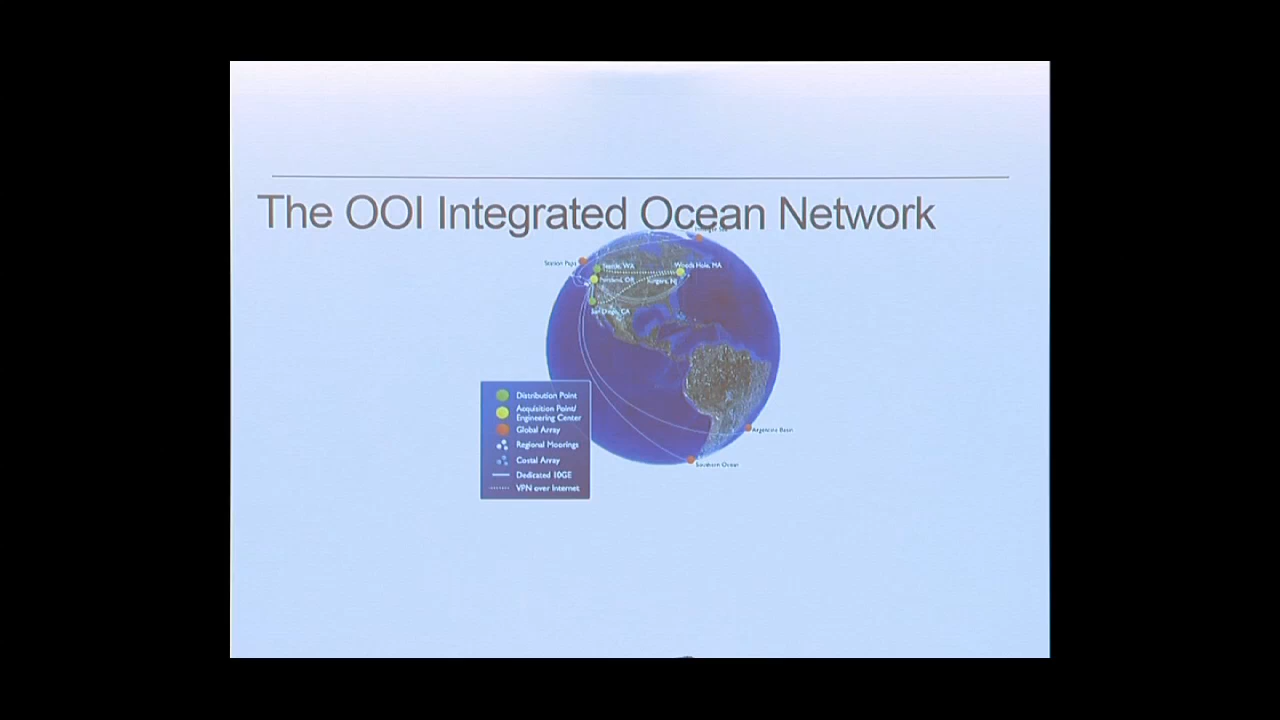 The OOI Integrated Ocean Network
Station Papa
Seattle, WA
Woods Hole, MA
Portland, OR
Rutgers, NJ
San Diego, CA
Distribution Point
Acquisition Point/
Engineering Center
Global Array
Regional Moorings
Costal Array
Dedicated 10GE
VPN over Internet
Argentine Basin
Southern Ocean